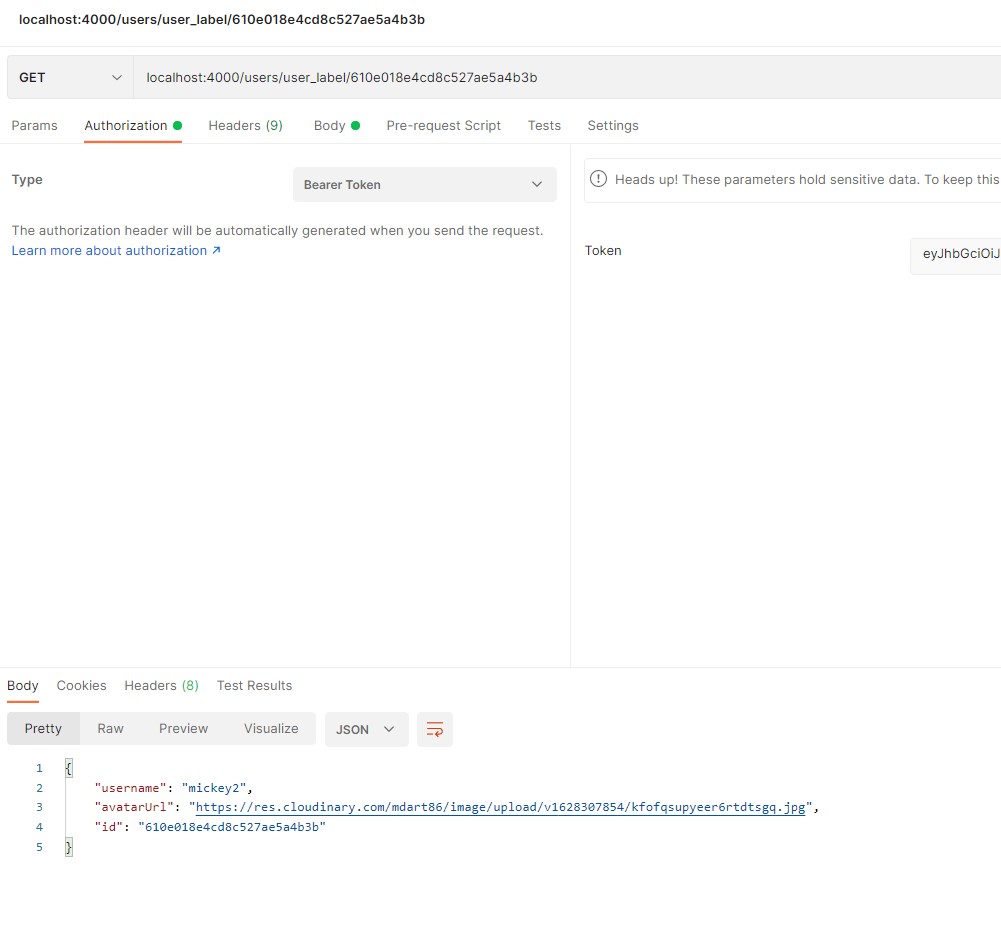 localhost:4000/users/user_label/610e018e4cd8c527ae5a4b3b
GET localhost:4000/users/user_label/610e018e4cd8c527ae5a4b3b
Params Authorization Headers (9) Body Pre-request Script Tests Settings
Type Bearer Token
The authorization header will be automatically generated when you send the request.
Learn more about authorization ↗
Heads up! These parameters hold sensitive data. To keep this
Token eyJhbGciOiJ
Body Cookies Headers (8) Test Results
Pretty Raw Preview Visualize JSON
1 {
2 "username": "mickey2",
3 "avatarUrl": "https://res.cloudinary.com/mdart86/image/upload/v1628307854/kfofqsupyeer6rtdtsgq.jpg",
4 "id": "610e018e4cd8c527ae5a4b3b"
5 }